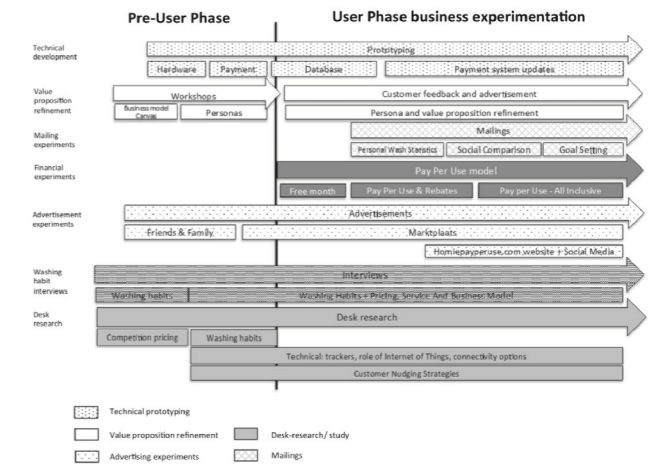 Pre-User Phase
User Phase business experimentation
Technical
development
Prototyping
Hardware
Payment
Database
Payment system updates
Value
proposition
refinement
Workshops
Customer feedback and advertisement
Business model
Canvas
Personas
Persona and value proposition refinement
Mailing
experiments
Mailings
Personal Wash Statistics
Social Comparison
Goal Setting
Financial
experiments
Pay Per Use model
Free month
Pay Per Use & Rebates
Pay per Use - All Inclusive
Advertisement
experiments
Advertisements
Friends & Family
Marktplaats
Homiepayperuse.com website + Social Media
Washing
habit
interviews
Interviews
Washing habits
Washing Habits + Pricing, Service And Business Model
Desk
research
Desk research
Competition pricing
Washing habits
Technical: trackers, role of Internet of Things, connectivity options
Customer Nudging Strategies
Technical prototyping
Value proposition refinement
Desk-research/ study
Advertising experiments
Mailings